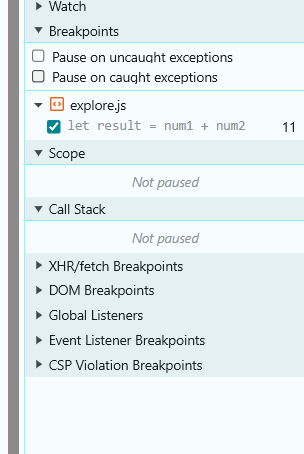 Watch
Breakpoints
Pause on uncaught exceptions
Pause on caught exceptions
explore.js
let result = num1 + num2 11
Scope
Not paused
Call Stack
Not paused
XHR/fetch Breakpoints
DOM Breakpoints
Global Listeners
Event Listener Breakpoints
CSP Violation Breakpoints